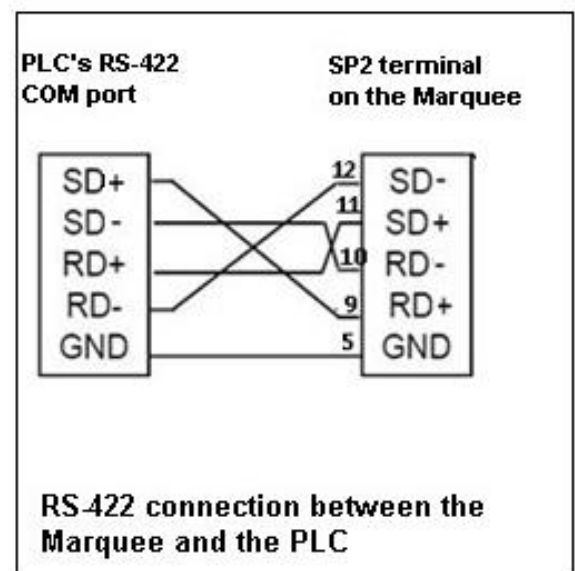 PLC's RS-422
COM port
SP2 terminal
on the Marquee
SD+
SD-
RD+
RD-
GND
12
11
10
9
5
SD-
SD+
RD-
RD+
GND
RS-422 connection between the
Marquee and the PLC